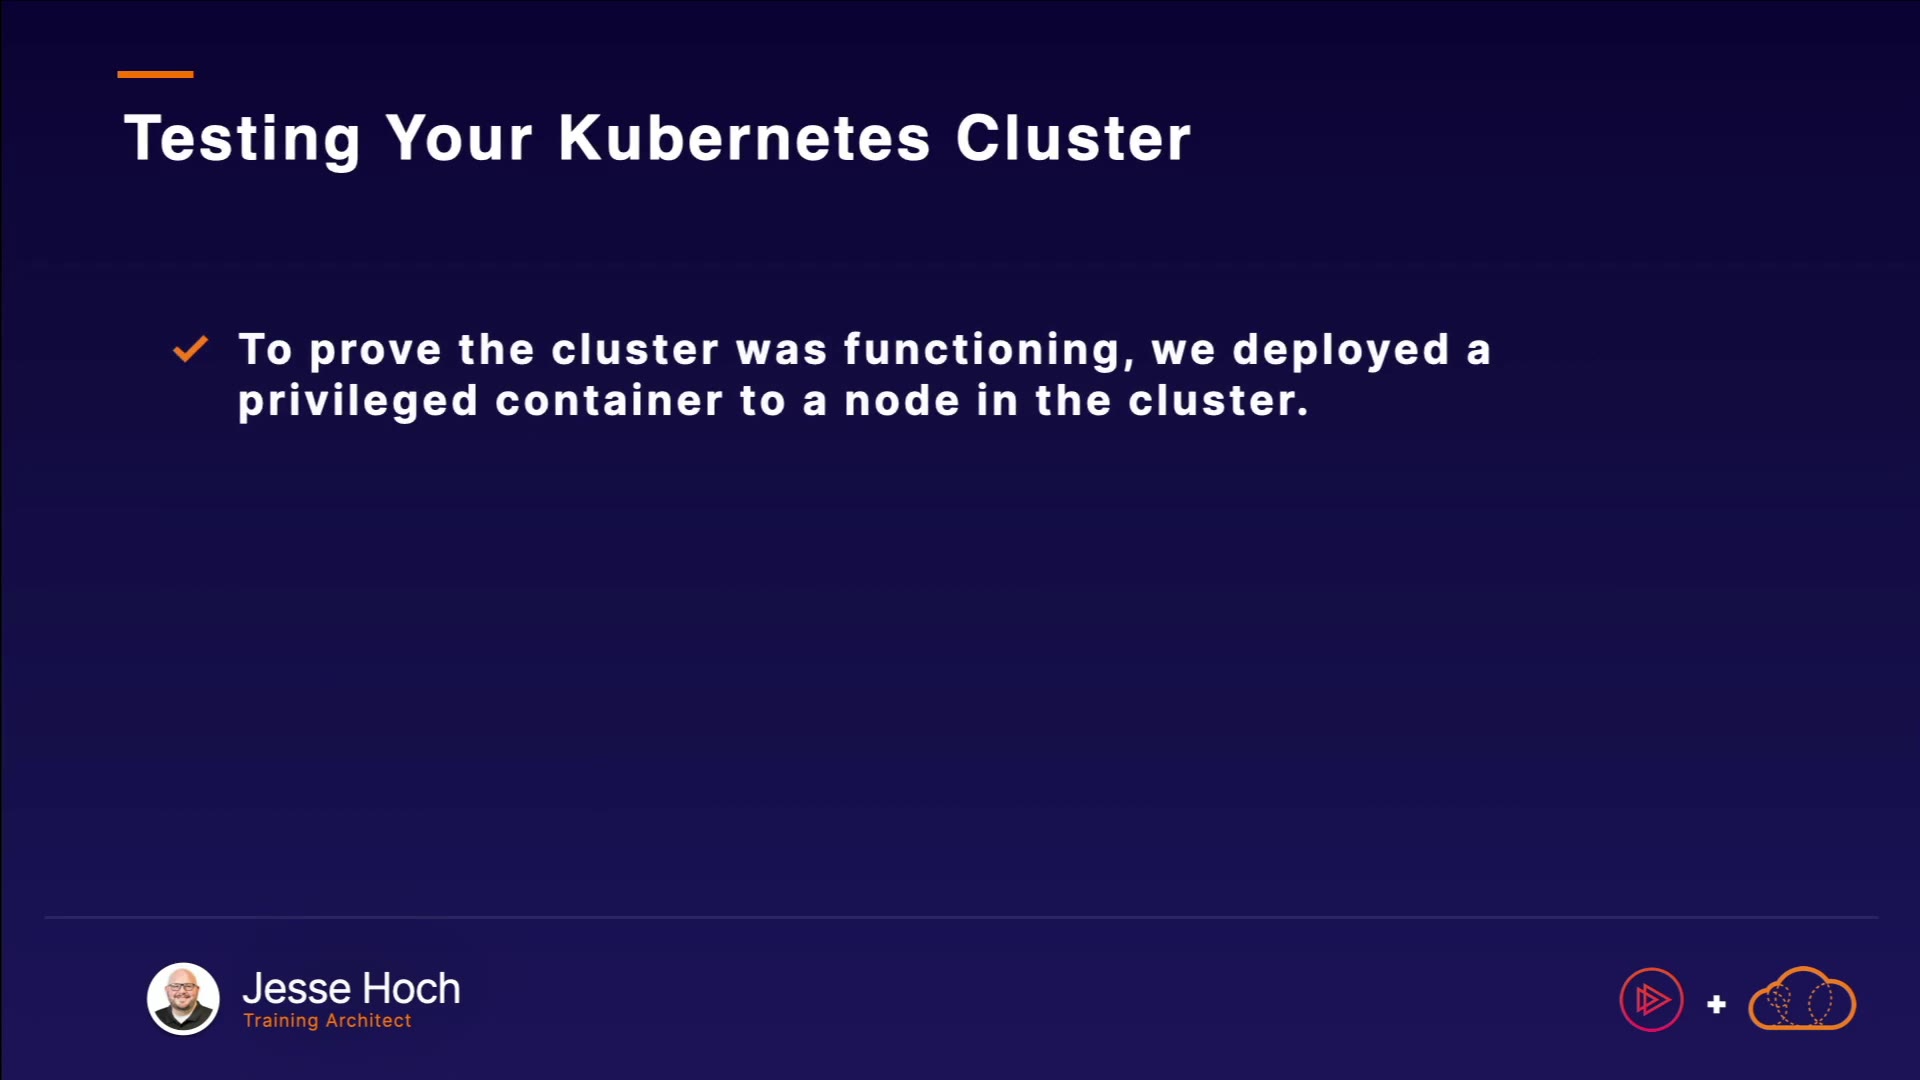 Testing Your Kubernetes Cluster
To prove the cluster was functioning, we deployed a
privileged container to a node in the cluster.
Jesse Hoch
Training Architect